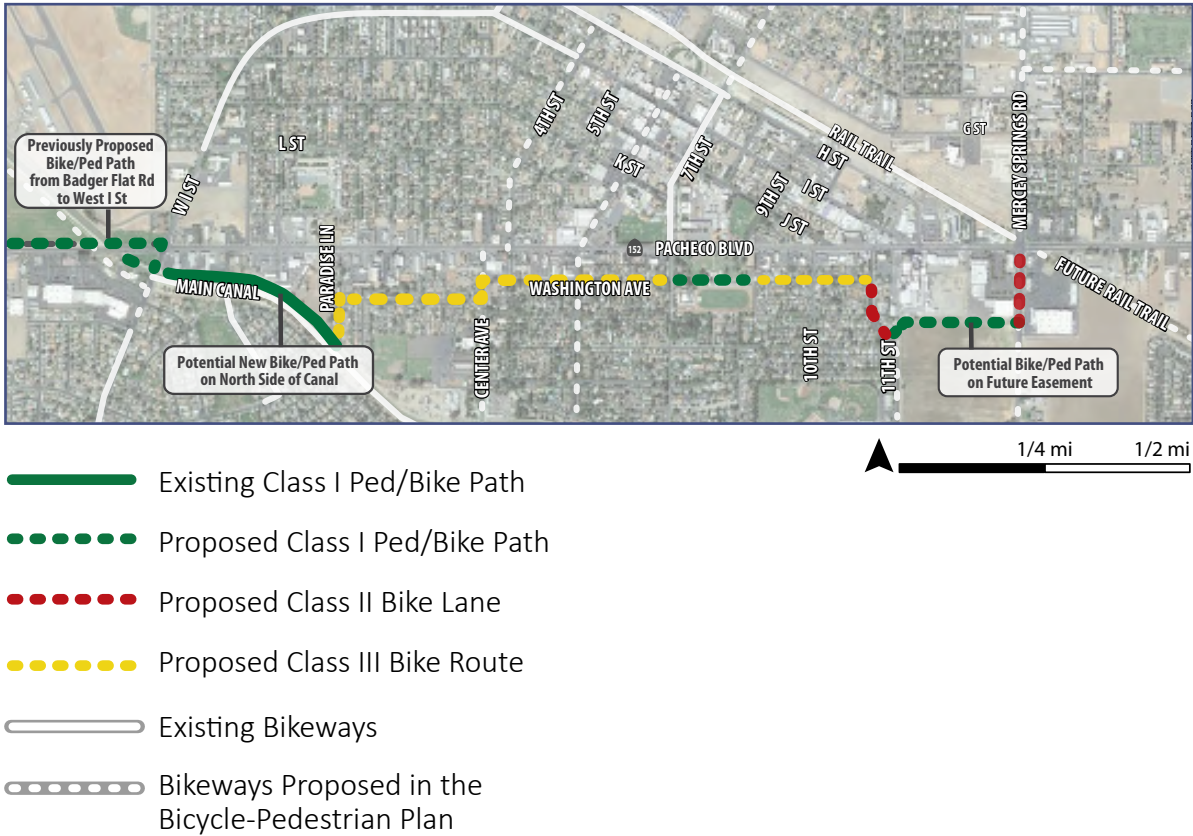 Previously Proposed
Bike/Ped Path
from Badger Flat Rd
to West I St
W I ST
L ST
4TH ST
5TH ST
K ST
7TH ST
RAIL TRAIL
H ST
G ST
MERCEY SPRINGS RD
9TH ST
I ST
J ST
152
PACHECO BLVD
PARADISE LN
MAIN CANAL
WASHINGTON AVE
FUTURE RAIL TRAIL
CENTER AVE
10TH ST
11TH ST
Potential New Bike/Ped Path
on North Side of Canal
Potential Bike/Ped Path
on Future Easement
1/4 mi
1/2 mi
Existing Class I Ped/Bike Path
Proposed Class I Ped/Bike Path
Proposed Class II Bike Lane
Proposed Class III Bike Route
Existing Bikeways
Bikeways Proposed in the
Bicycle-Pedestrian Plan